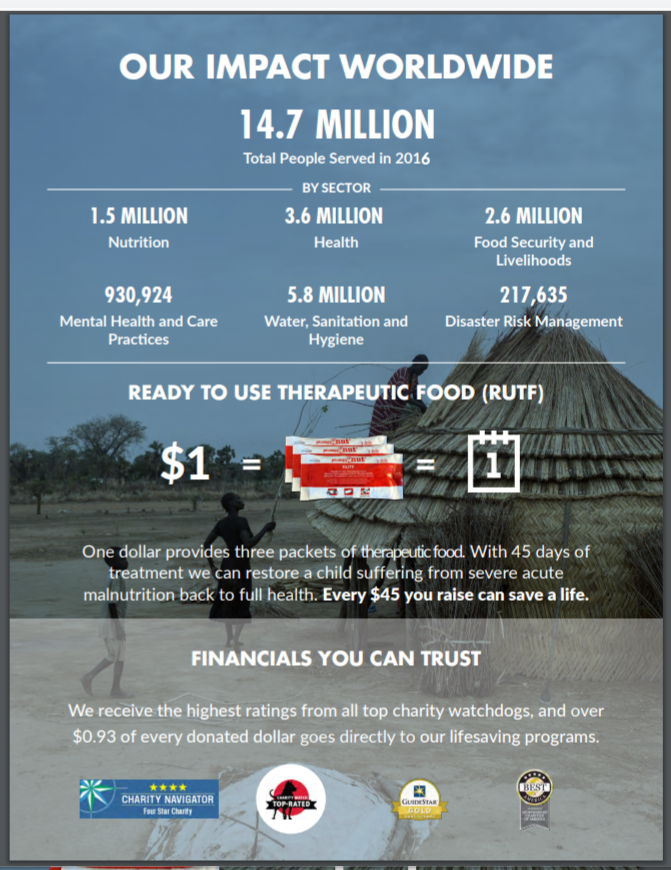 OUR IMPACT WORLDWIDE
14.7 MILLION
Total People Served in 2016
BY SECTOR
1.5 MILLION
Nutrition
3.6 MILLION
Health
2.6 MILLION
Food Security and
Livelihoods
930,924
Mental Health and Care
Practices
5.8 MILLION
Water, Sanitation and
Hygiene
217,635
Disaster Risk Management
READY TO USE THERAPEUTIC FOOD (RUTF)
$1 = = 1
One dollar provides three packets of therapeutic food. With 45 days of
treatment we can restore a child suffering from severe acute
malnutrition back to full health. Every $45 you raise can save a life.
FINANCIALS YOU CAN TRUST
We receive the highest ratings from all top charity watchdogs, and over
$0.93 of every donated dollar goes directly to our lifesaving programs.
CHARITY NAVIGATOR
Four Star Charity
CHARITY WATCH
TOP-RATED
GUIDESTAR
GOLD
BEST
AMERICA